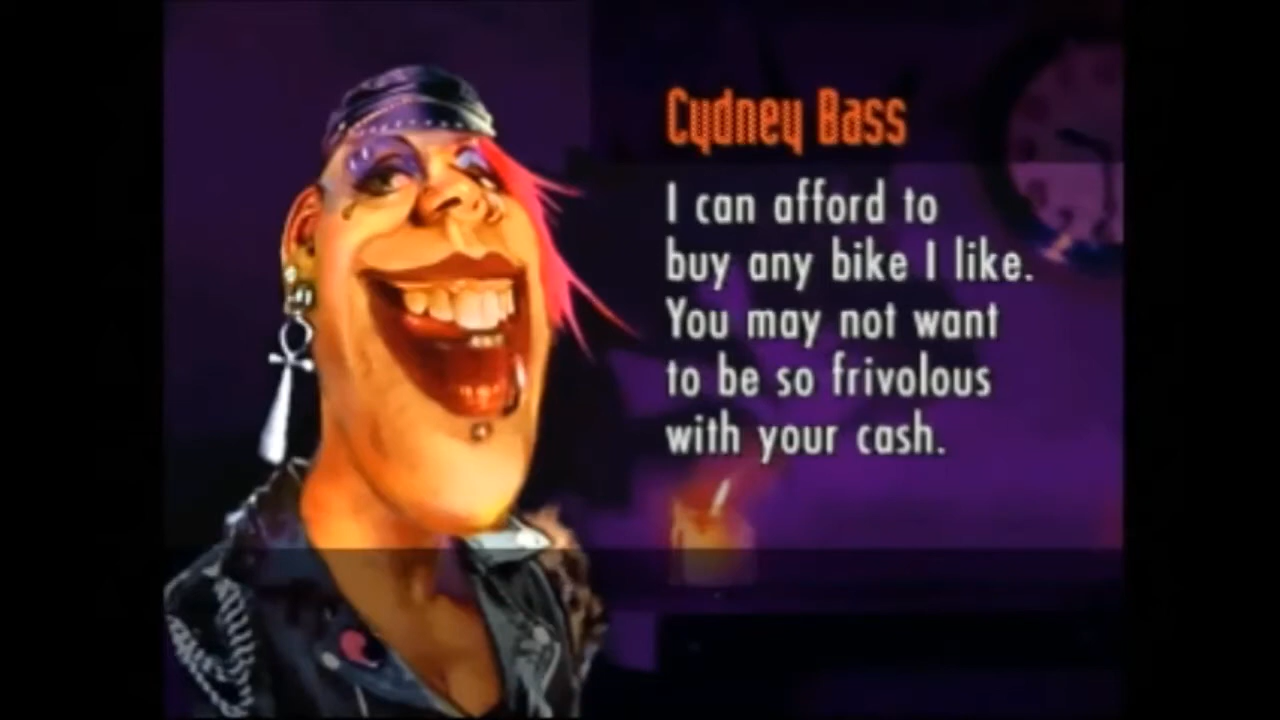 Cydney Bass
I can afford to
buy any bike I like.
You may not want
to be so frivolous
with your cash.